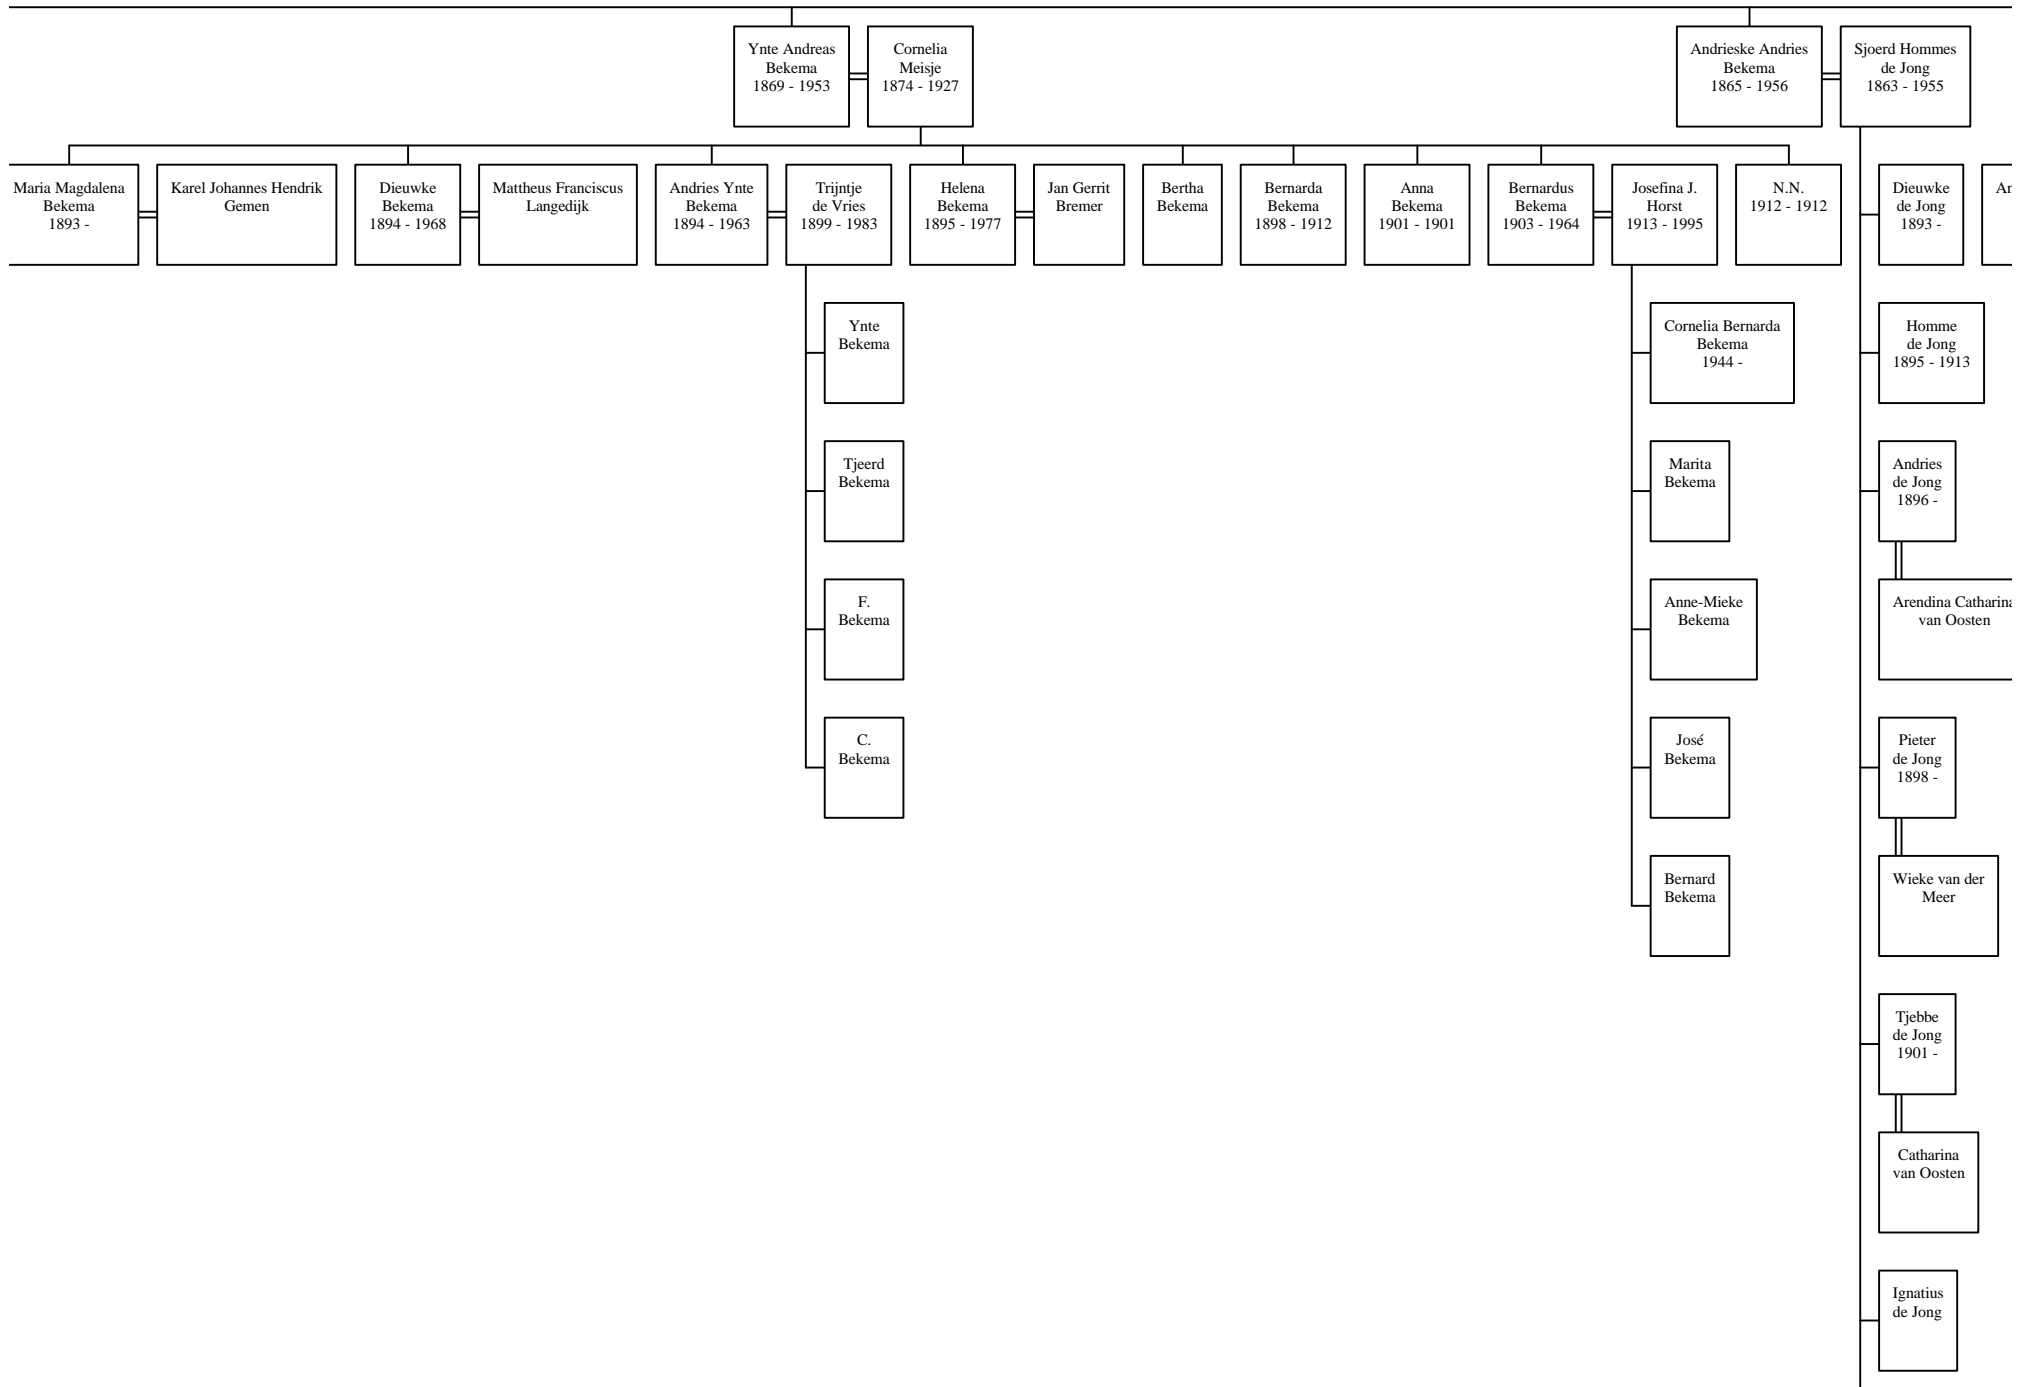 Ynte Andreas
Bekema
1869 - 1953
Cornelia
Meisje
1874 - 1927
Andrieske Andries
Bekema
1865 - 1956
Sjoerd Hommes
de Jong
1863 - 1955
Maria Magdalena
Bekema
1893 -
Karel Johannes Hendrik
Gemen
Dieuwke
Bekema
1894 - 1968
Mattheus Franciscus
Langedijk
Andries Ynte
Bekema
1894 - 1963
Trijntje
de Vries
1899 - 1983
Helena
Bekema
1895 - 1977
Jan Gerrit
Bremer
Bertha
Bekema
Bernarda
Bekema
1898 - 1912
Anna
Bekema
1901 - 1901
Bernardus
Bekema
1903 - 1964
Josefina J.
Horst
1913 - 1995
N.N.
1912 - 1912
Dieuwke
de Jong
1893 -
Ynte
Bekema
Cornelia Bernarda
Bekema
1944 -
Homme
de Jong
1895 - 1913
Tjeerd
Bekema
Marita
Bekema
Andries
de Jong
1896 -
F.
Bekema
Anne-Mieke
Bekema
Arendina Catharina
van Oosten
C.
Bekema
José
Bekema
Pieter
de Jong
1898 -
Bernard
Bekema
Wieke van der
Meer
Tjebbe
de Jong
1901 -
Catharina
van Oosten
Ignatius
de Jong